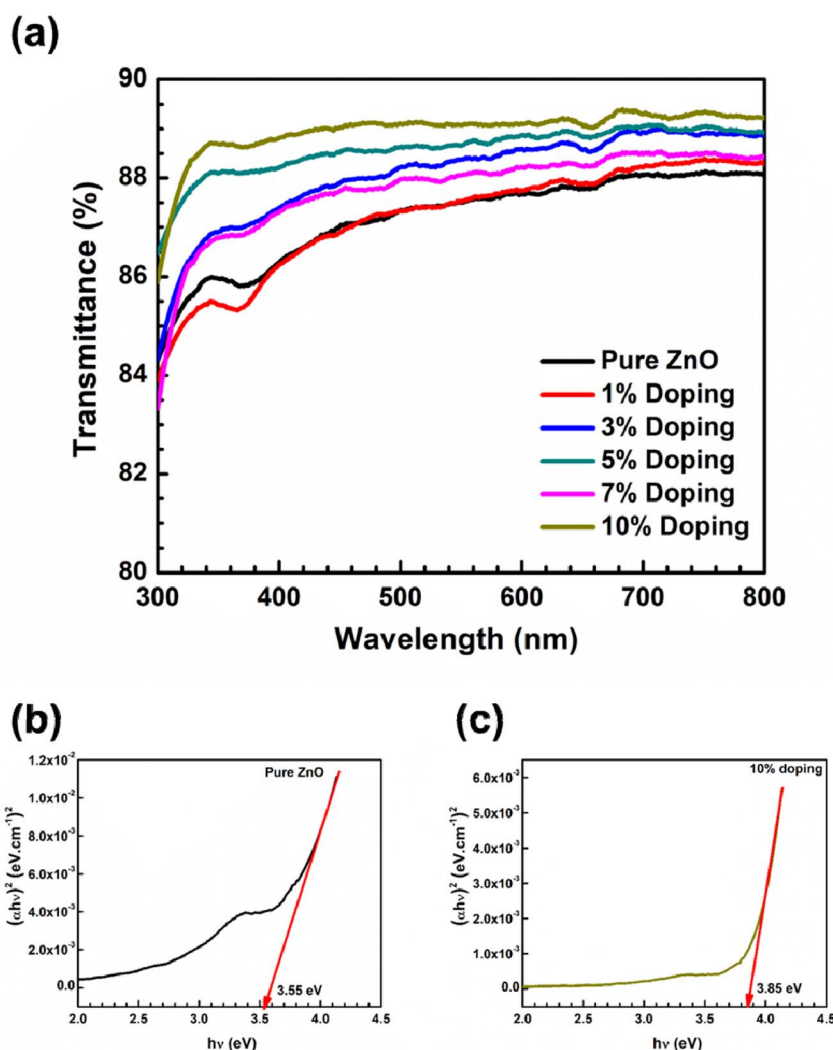 (a)
90
88
86
84
82
80
Transmittance (%)
Pure ZnO
1% Doping
3% Doping
5% Doping
7% Doping
10% Doping
300 400 500 600 700 800
Wavelength (nm)
(b)
1.2x10⁻²
1.0x10⁻²
8.0x10⁻³
6.0x10⁻³
4.0x10⁻³
2.0x10⁻³
0.0
(αhν)² (eV.cm⁻¹)²
Pure ZnO
3.55 eV
2.0 2.5 3.0 3.5 4.0 4.5
hν (eV)
(c)
6.0x10⁻³
5.0x10⁻³
4.0x10⁻³
3.0x10⁻³
2.0x10⁻³
1.0x10⁻³
0.0
(αhν)² (eV.cm⁻¹)²
10% doping
3.85 eV
2.0 2.5 3.0 3.5 4.0 4.5
hν (eV)